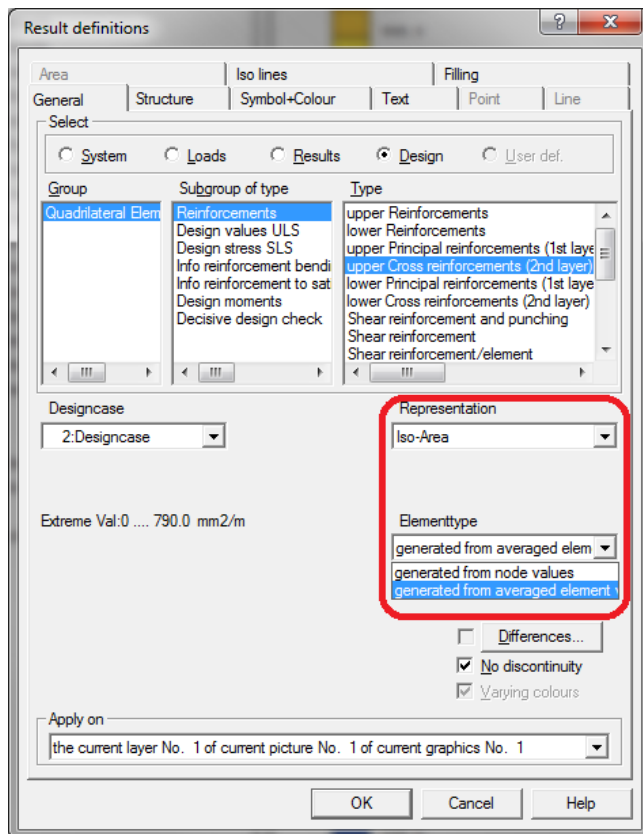 Result definitions
Area
Iso lines
Filling
General
Structure
Symbol+Colour
Text
Point
Line
Select
System
Loads
Results
Design
User def.
Group
Subgroup of type
Type
Quadrilateral Elem
Reinforcements
Design values ULS
Design stress SLS
Info reinforcement bendi
Info reinforcement to sat
Design moments
Decisive design check
upper Reinforcements
lower Reinforcements
upper Principal reinforcements (1st laye
upper Cross reinforcements (2nd layer)
lower Principal reinforcements (1st laye
lower Cross reinforcements (2nd layer)
Shear reinforcement and punching
Shear reinforcement
Shear reinforcement/element
Designcase
2:Designcase
Representation
Iso-Area
Extreme Val:0 .... 790.0 mm2/m
Elementtype
generated from averaged elem
generated from node values
generated from averaged element v
Differences...
No discontinuity
Varying colours
Apply on
the current layer No. 1 of current picture No. 1 of current graphics No. 1
OK
Cancel
Help